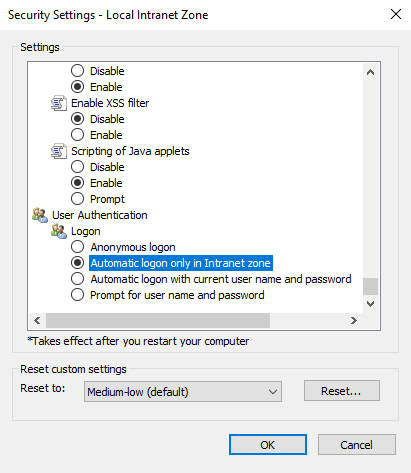 Security Settings - Local Intranet Zone
Settings
Disable
Enable
Enable XSS filter
Disable
Enable
Scripting of Java applets
Disable
Enable
Prompt
User Authentication
Logon
Anonymous logon
Automatic logon only in Intranet zone
Automatic logon with current user name and password
Prompt for user name and password
*Takes effect after you restart your computer
Reset custom settings
Reset to: Medium-low (default) Reset...
OK Cancel